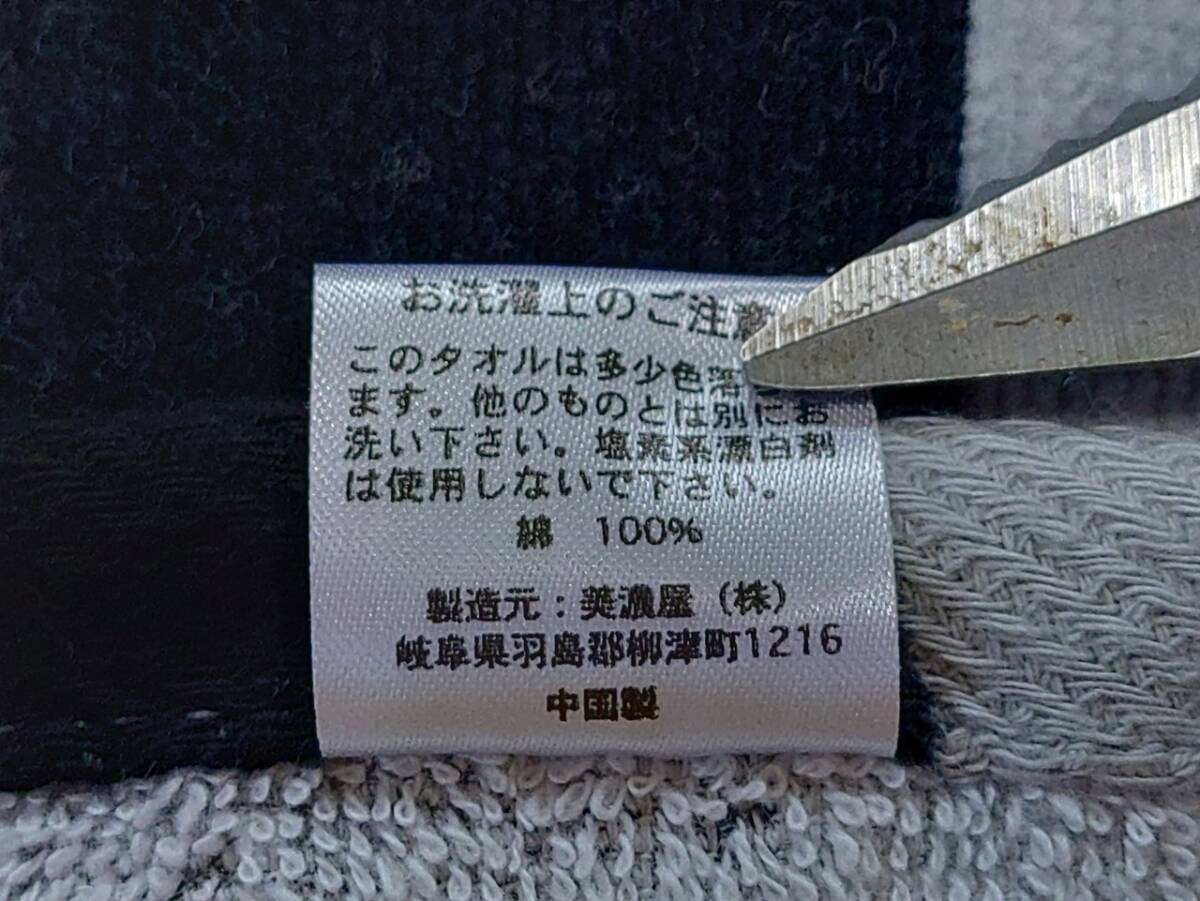 お洗濯上のご注意
このタオルは多少色落
ます。他のものとは別にお
洗い下さい。塩素系漂白剤
は使用しないで下さい。
綿 100%
製造元:美濃屋(株)
岐阜県羽島郡柳津町1216
中国製